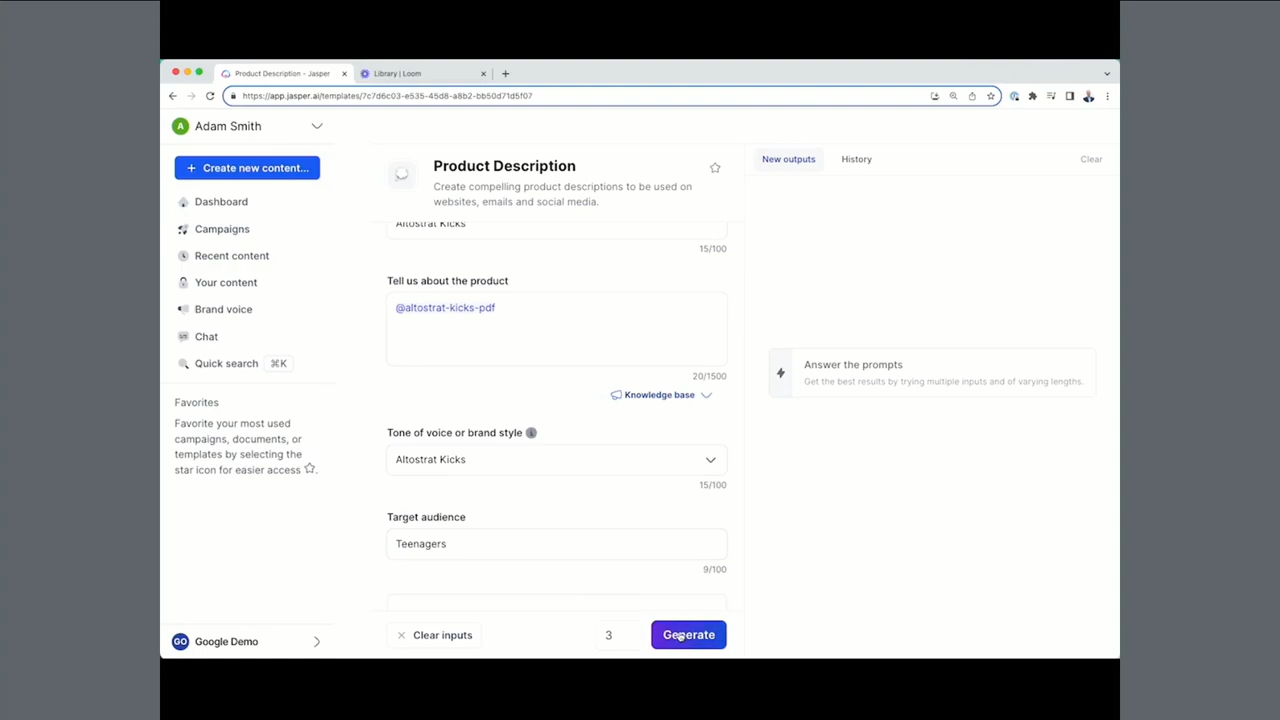 Product Description - Jasper
Library | Loom
https://app.jasper.ai/templates/7c7d6c03-e535-45d8-a8b2-bb50d71d5f07
A Adam Smith
+ Create new content...
Dashboard
Campaigns
Recent content
Your content
Brand voice
Chat
Quick search ⌘K
Favorites
Favorite your most used
campaigns, documents, or
templates by selecting the
star icon for easier access .
GO Google Demo
Product Description
Create compelling product descriptions to be used on
websites, emails and social media.
Altostrat Kicks
15/100
Tell us about the product
@altostrat-kicks-pdf
20/1500
Knowledge base
Tone of voice or brand style
Altostrat Kicks
15/100
Target audience
Teenagers
9/100
Clear inputs
3
Generate
New outputs
History
Clear
Answer the prompts
Get the best results by trying multiple inputs and of varying lengths.